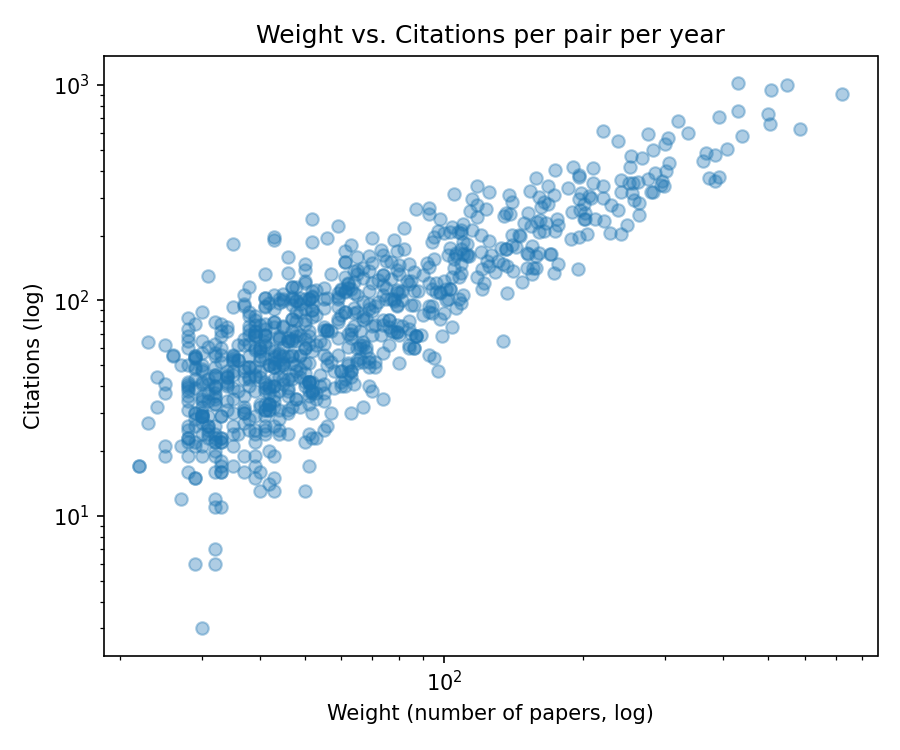 Weight vs. Citations per pair per year
10³
10²
10¹
Citations (log)
10²
Weight (number of papers, log)